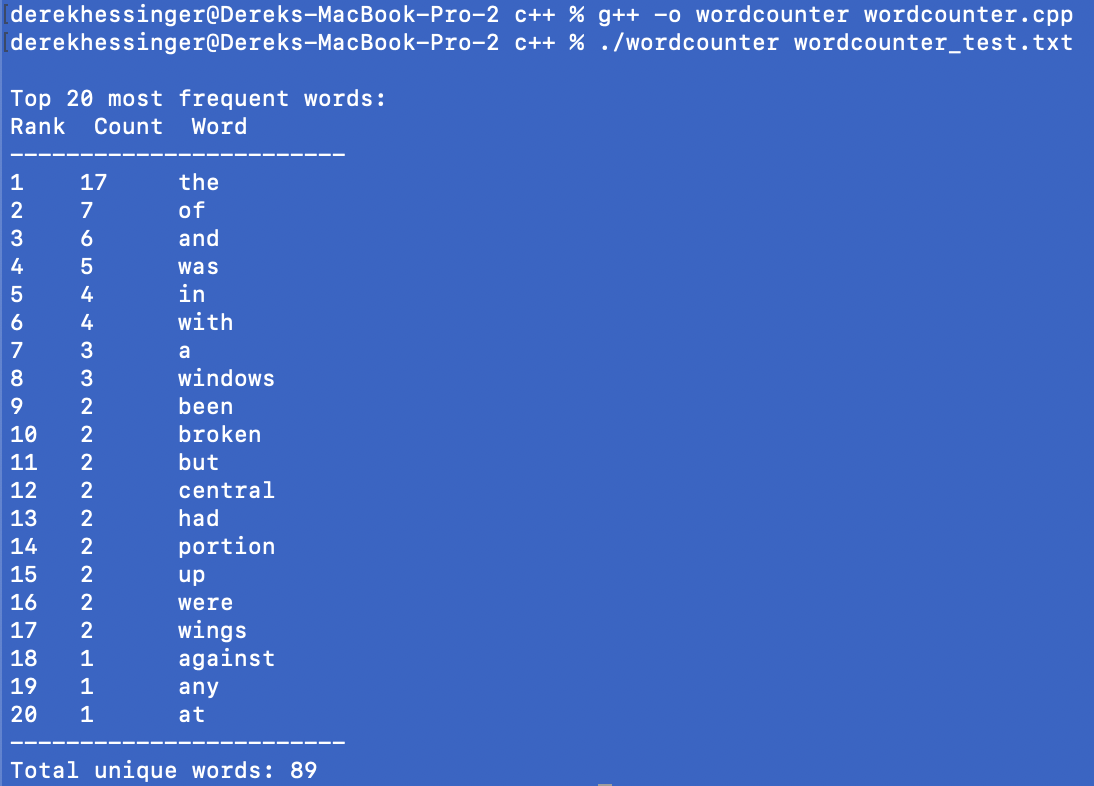 [derekhessinger@Dereks-MacBook-Pro-2 c++ % g++ -o wordcounter wordcounter.cpp
[derekhessinger@Dereks-MacBook-Pro-2 c++ % ./wordcounter wordcounter_test.txt
Top 20 most frequent words:
Rank  Count  Word
------------------------
1    17     the
2    7      of
3    6      and
4    5      was
5    4      in
6    4      with
7    3      a
8    3      windows
9    2      been
10   2      broken
11   2      but
12   2      central
13   2      had
14   2      portion
15   2      up
16   2      were
17   2      wings
18   1      against
19   1      any
20   1      at
------------------------
Total unique words: 89